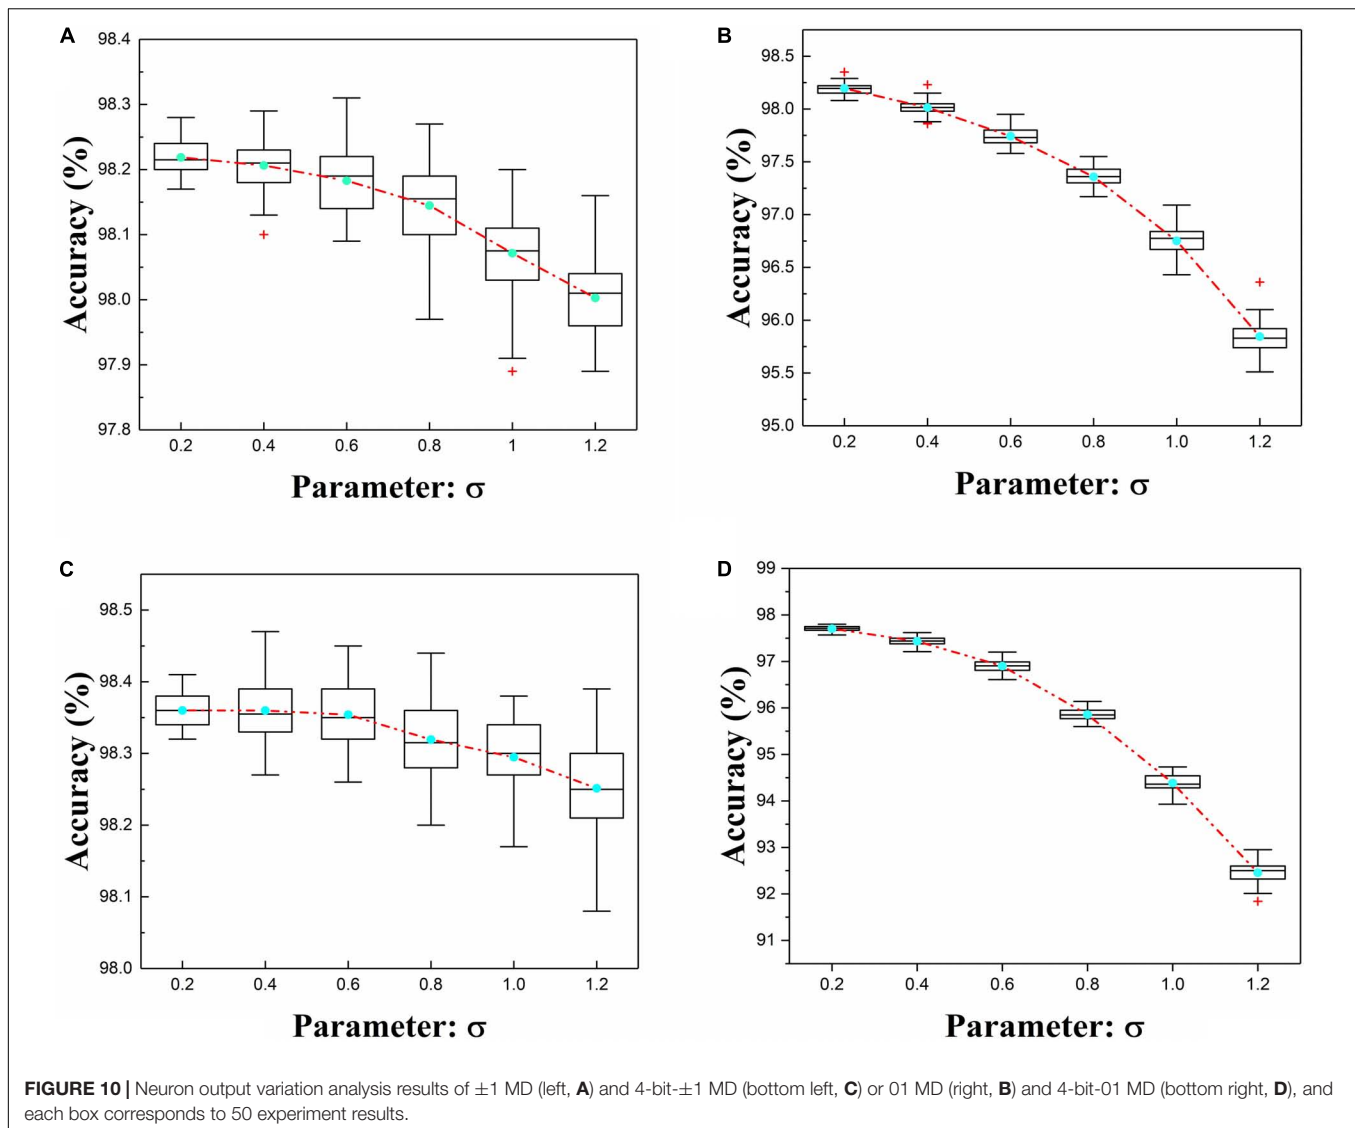 A
98.4
98.3
98.2
98.1
98.0
97.9
97.8
Accuracy (%)
0.2 0.4 0.6 0.8 1 1.2
Parameter: σ
B
98.5
98.0
97.5
97.0
96.5
96.0
95.5
95.0
Accuracy (%)
0.2 0.4 0.6 0.8 1.0 1.2
Parameter: σ
C
98.5
98.4
98.3
98.2
98.1
98.0
Accuracy (%)
0.2 0.4 0.6 0.8 1.0 1.2
Parameter: σ
D
99
98
97
96
95
94
93
92
91
Accuracy (%)
0.2 0.4 0.6 0.8 1.0 1.2
Parameter: σ
FIGURE 10 | Neuron output variation analysis results of ±1 MD (left, A) and 4-bit-±1 MD (bottom left, C) or 01 MD (right, B) and 4-bit-01 MD (bottom right, D), and
each box corresponds to 50 experiment results.